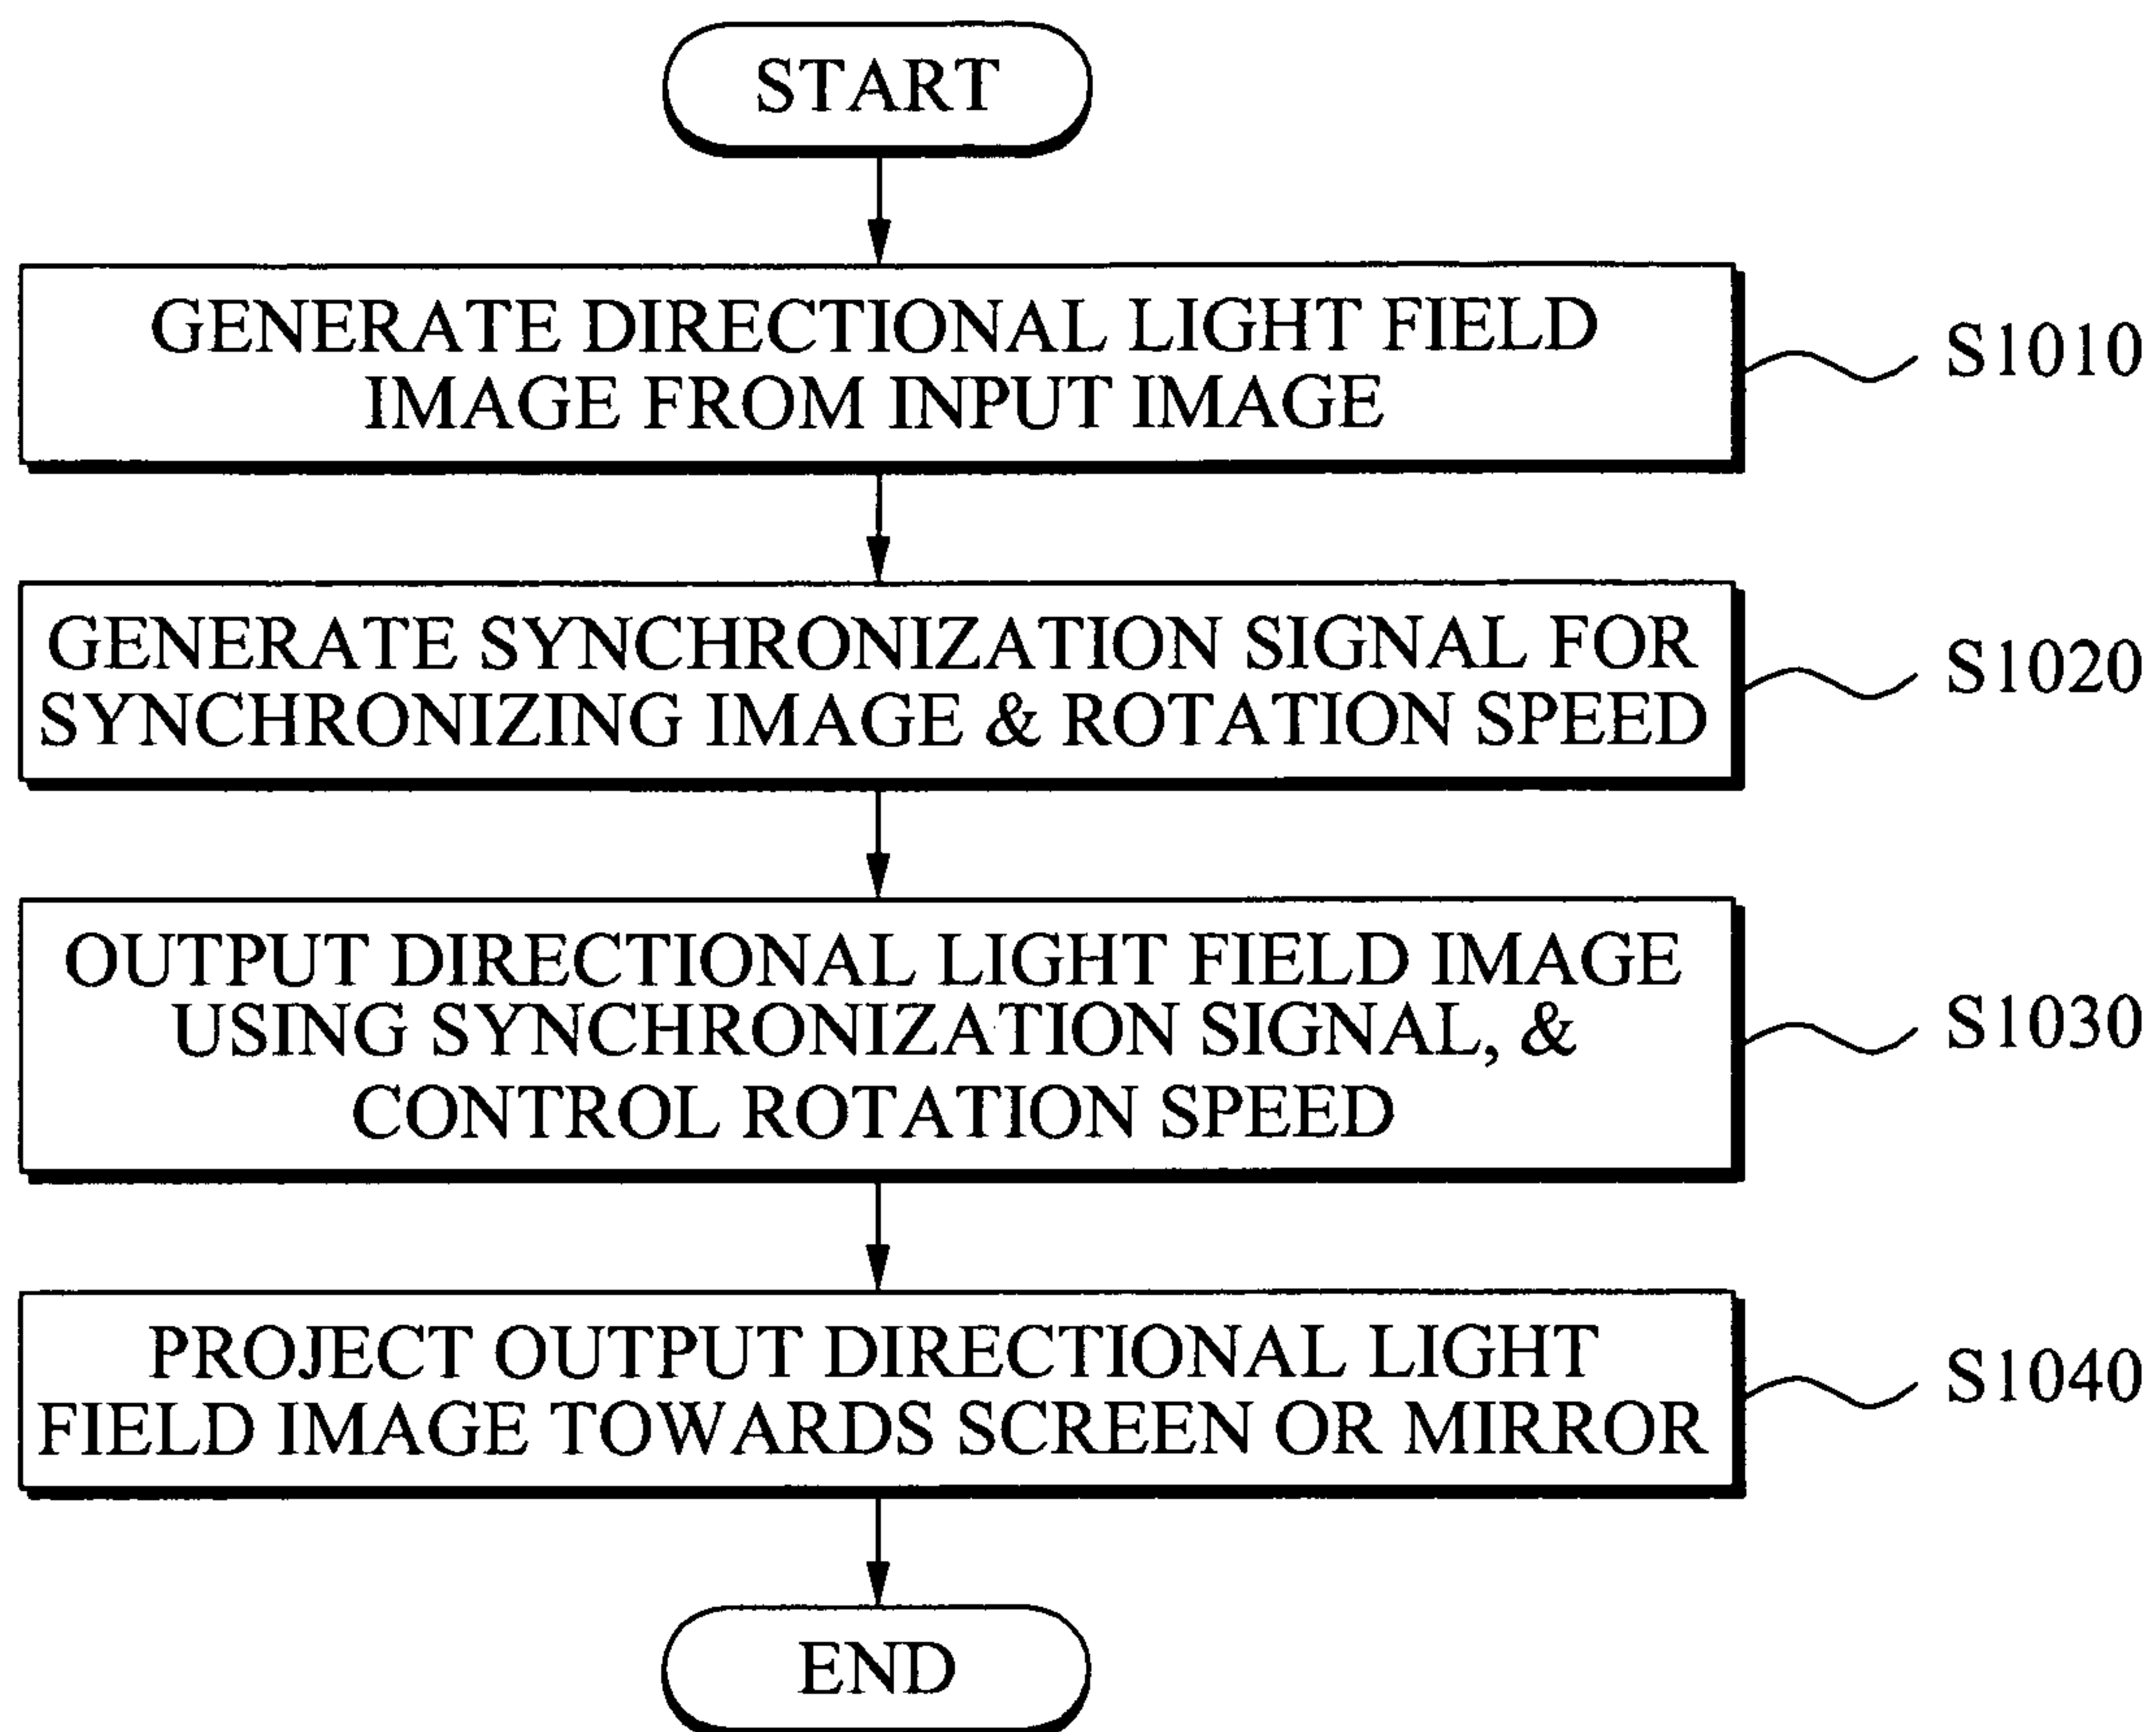 START
GENERATE DIRECTIONAL LIGHT FIELD
IMAGE FROM INPUT IMAGE
S1010
GENERATE SYNCHRONIZATION SIGNAL FOR
SYNCHRONIZING IMAGE & ROTATION SPEED
S1020
OUTPUT DIRECTIONAL LIGHT FIELD IMAGE
USING SYNCHRONIZATION SIGNAL, &
CONTROL ROTATION SPEED
S1030
PROJECT OUTPUT DIRECTIONAL LIGHT
FIELD IMAGE TOWARDS SCREEN OR MIRROR
S1040
END